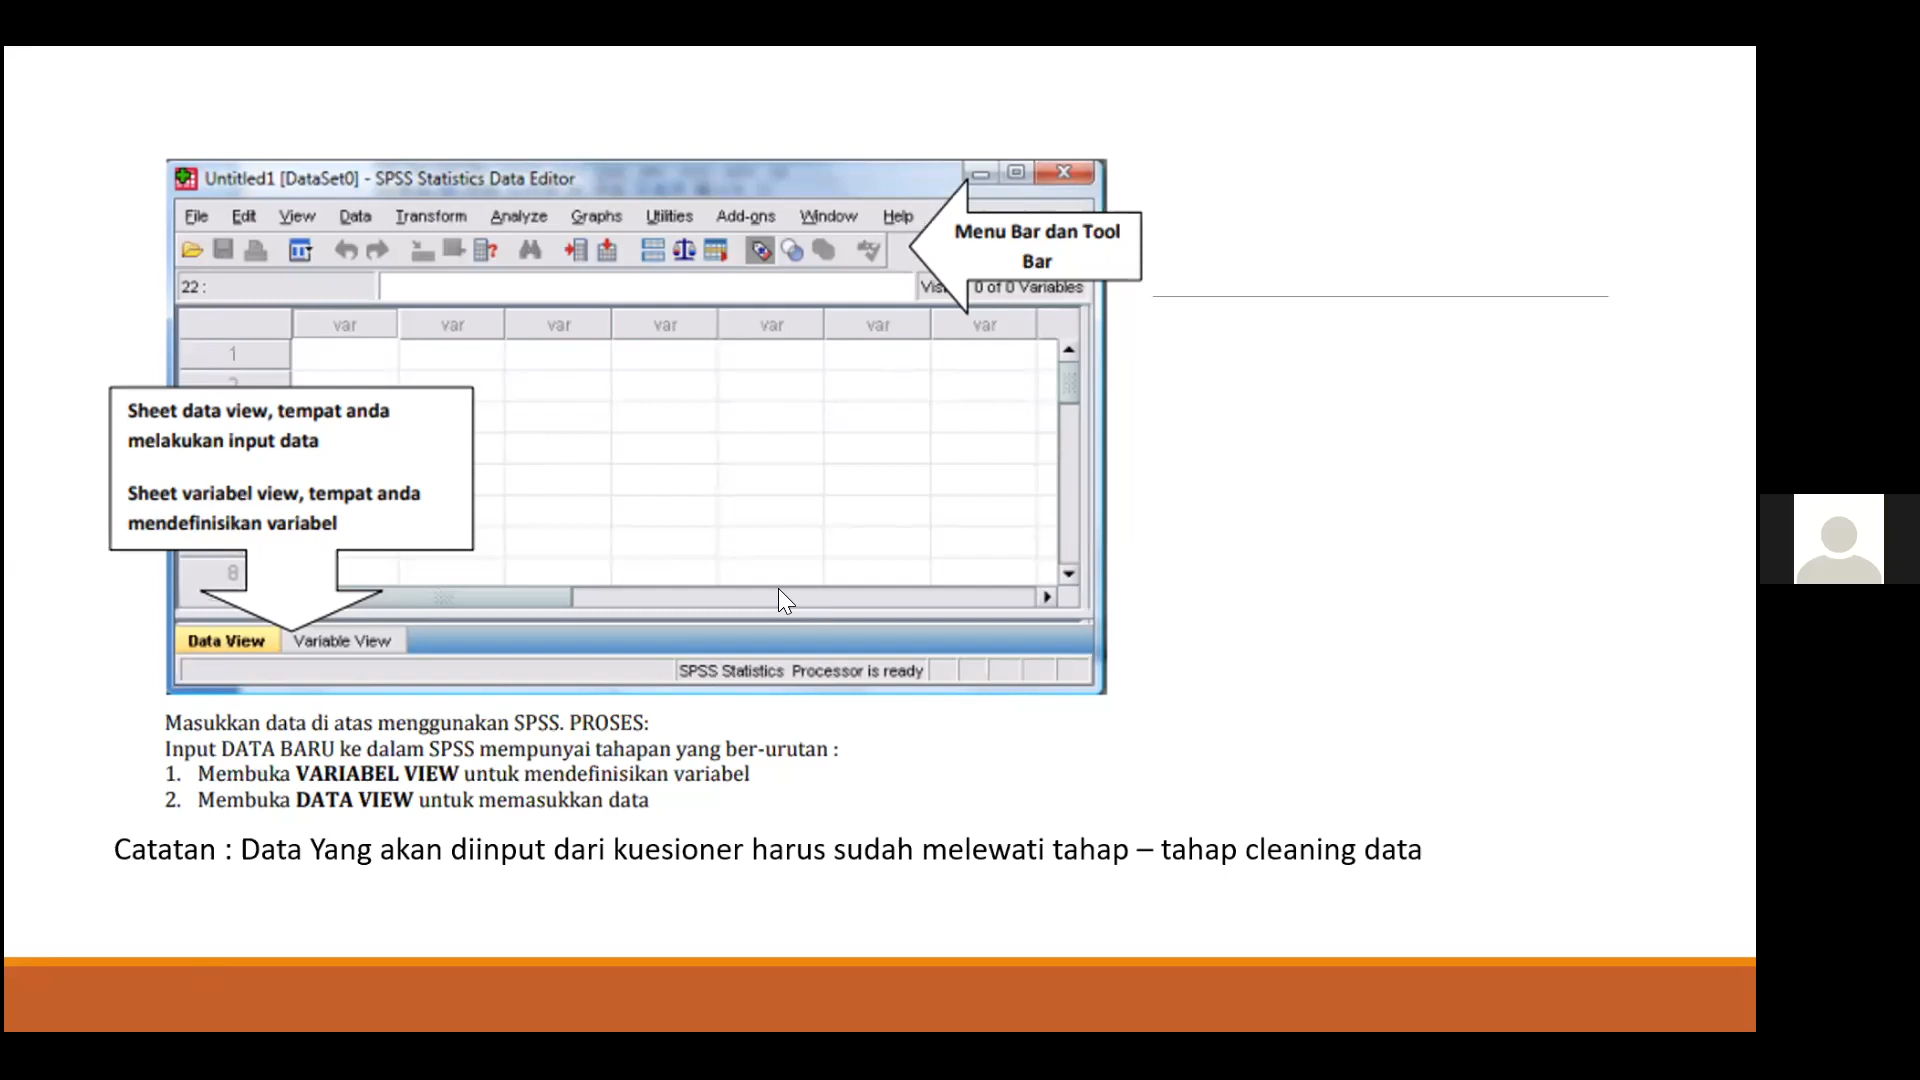 Untitled1 [DataSet0] - SPSS Statistics Data Editor
File Edit View Data Transform Analyze Graphs Utilities Add-ons Window Help
Menu Bar dan Tool
Bar
22 :
0 of 0 Variables
var var var var var var var
1
Sheet data view, tempat anda
melakukan input data
Sheet variabel view, tempat anda
mendefinisikan variabel
8
Data View Variable View
SPSS Statistics Processor is ready
Masukkan data di atas menggunakan SPSS. PROSES:
Input DATA BARU ke dalam SPSS mempunyai tahapan yang ber-urutan :
1. Membuka VARIABEL VIEW untuk mendefinisikan variabel
2. Membuka DATA VIEW untuk memasukkan data
Catatan : Data Yang akan diinput dari kuesioner harus sudah melewati tahap – tahap cleaning data